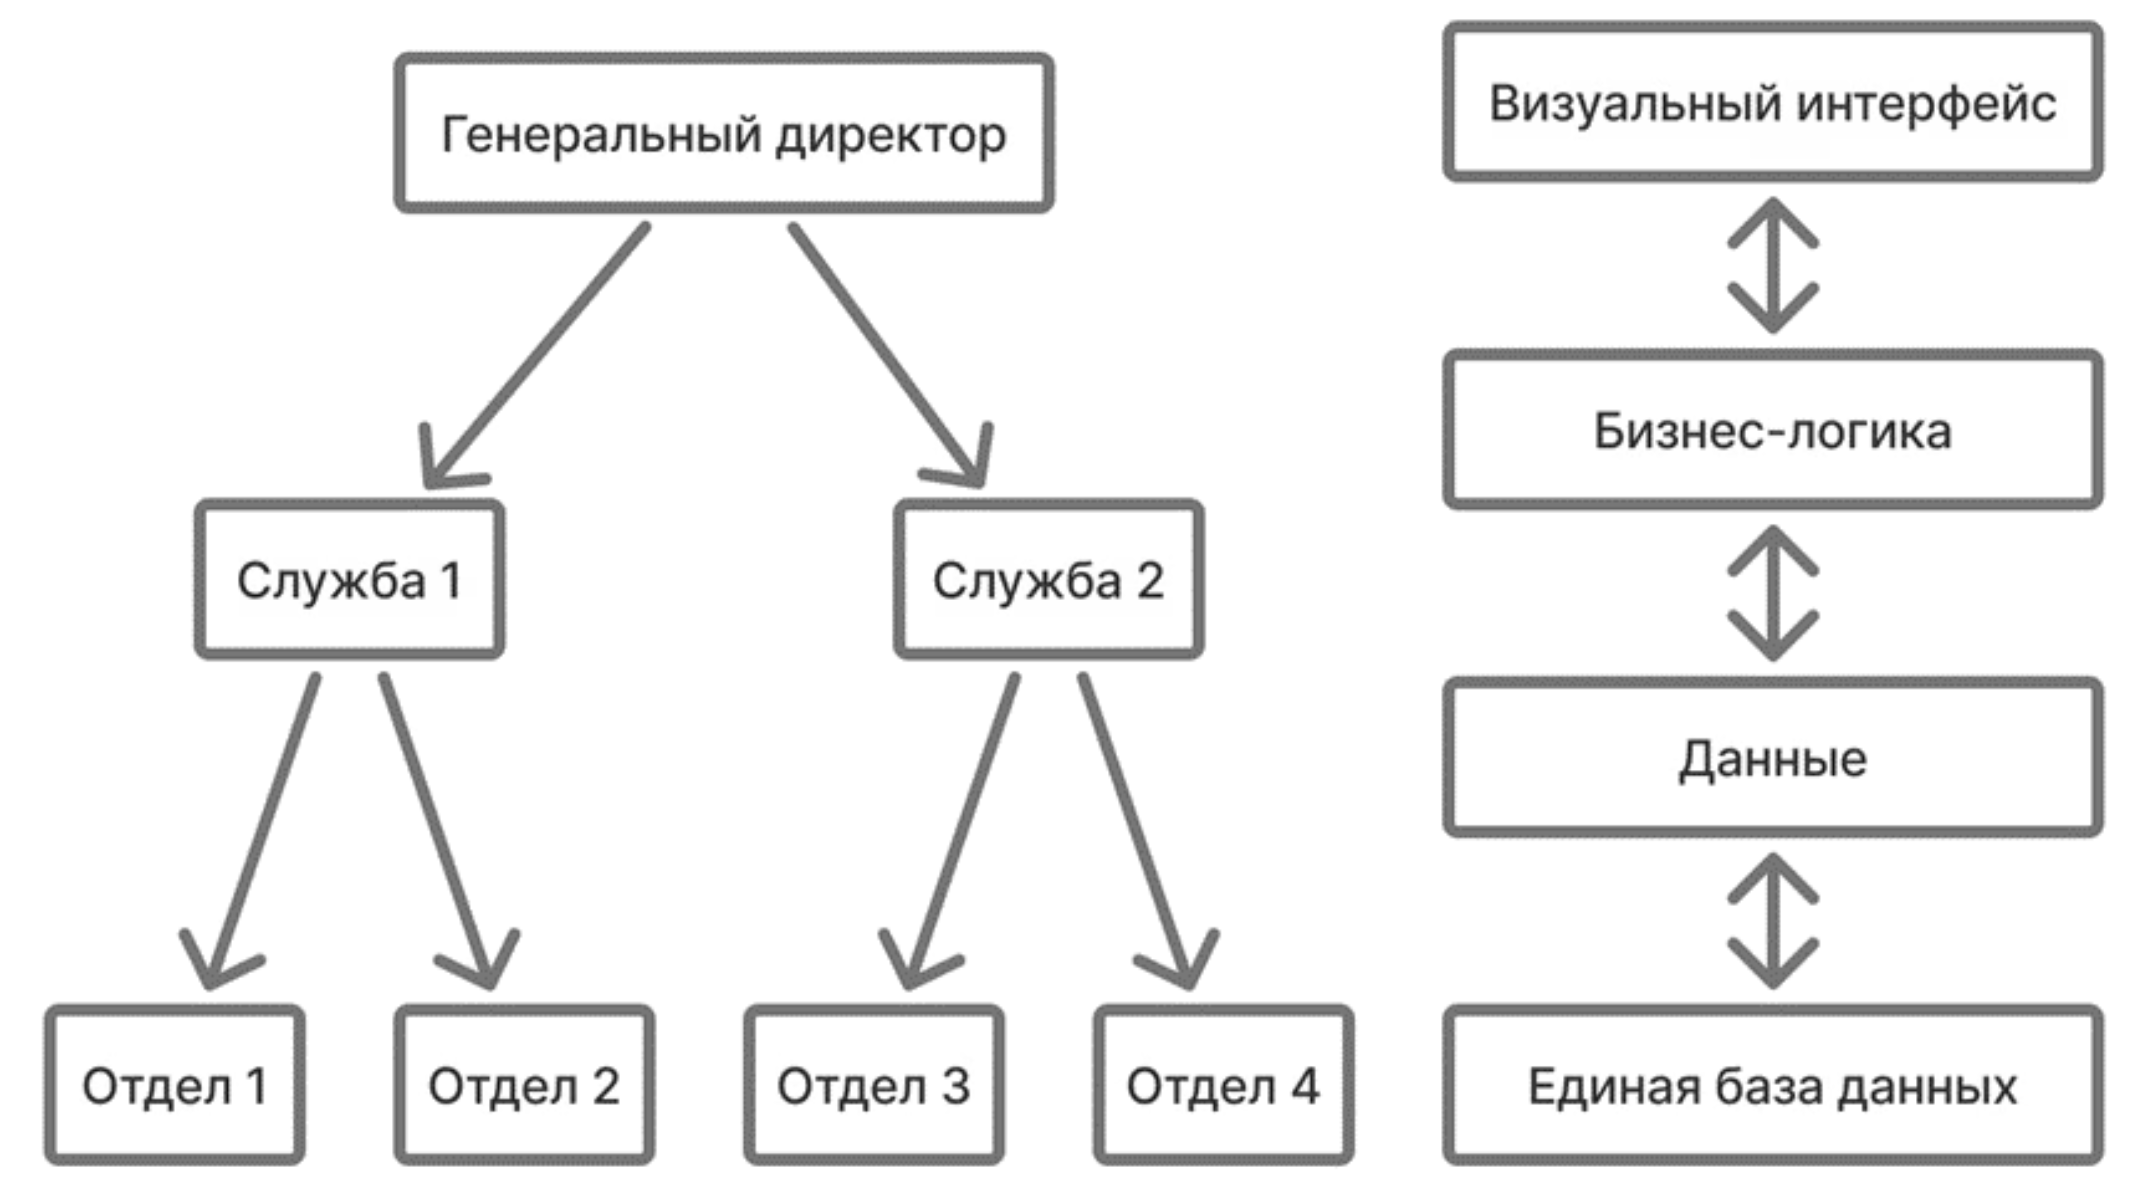 Генеральный директор
Служба 1
Служба 2
Отдел 1
Отдел 2
Отдел 3
Отдел 4
Визуальный интерфейс
Бизнес-логика
Данные
Единая база данных